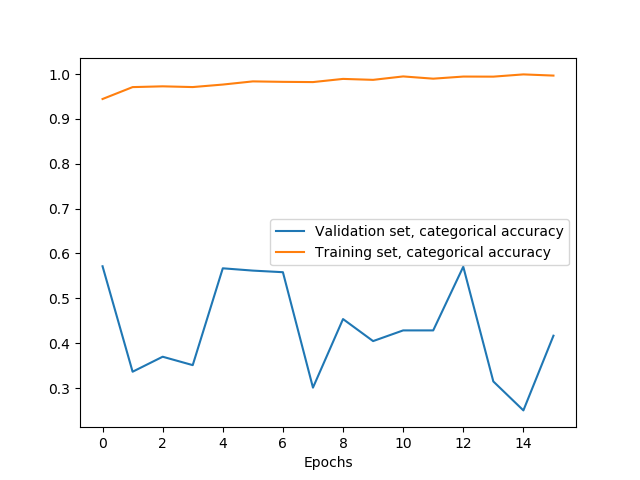 1.0
0.9
0.8
0.7
0.6
0.5
0.4
0.3
Validation set, categorical accuracy
Training set, categorical accuracy
0 2 4 6 8 10 12 14
Epochs